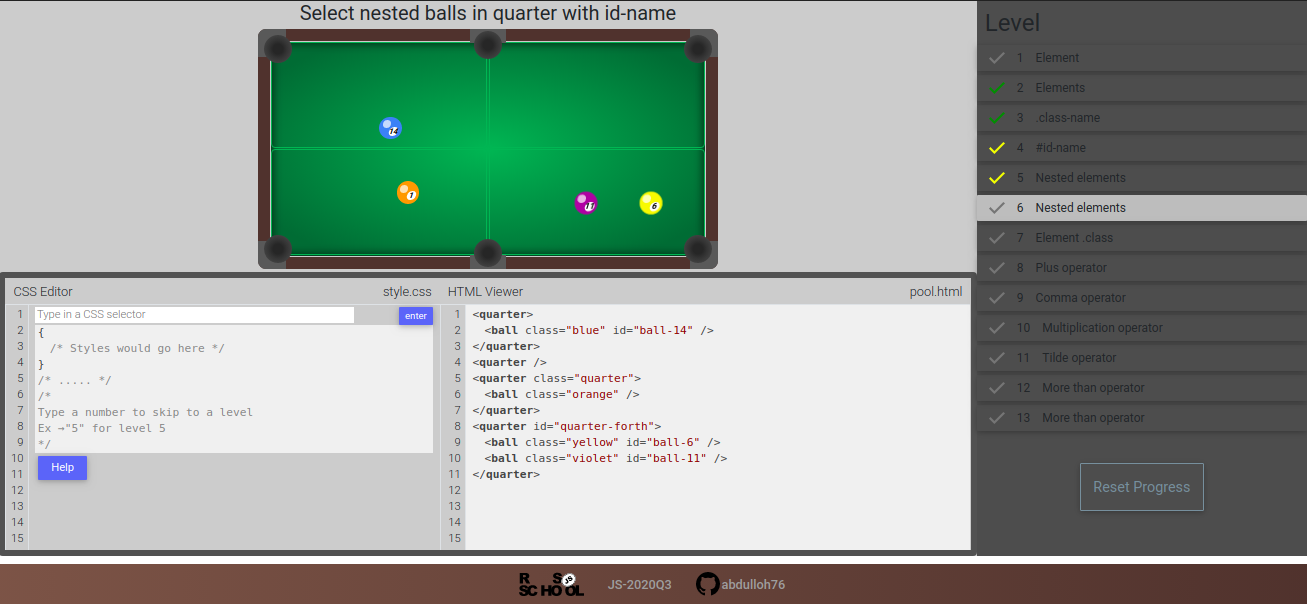 Select nested balls in quarter with id-name
14
1
11
6
CSS Editor
style.css
1 Type in a CSS selector
enter
2 {
3 /* Styles would go here */
4 }
5 /* ..... */
6 /*
7 Type a number to skip to a level
8 Ex →"5" for level 5
9 */
10
Help
11
12
13
14
15
HTML Viewer
pool.html
1 <quarter>
2 <ball class="blue" id="ball-14" />
3 </quarter>
4 <quarter />
5 <quarter class="quarter">
6 <ball class="orange" />
7 </quarter>
8 <quarter id="quarter-forth">
9 <ball class="yellow" id="ball-6" />
10 <ball class="violet" id="ball-11" />
11 </quarter>
12
13
14
15
Level
1 Element
2 Elements
3 .class-name
4 #id-name
5 Nested elements
6 Nested elements
7 Element .class
8 Plus operator
9 Comma operator
10 Multiplication operator
11 Tilde operator
12 More than operator
13 More than operator
Reset Progress
R S JS
SCHOOL
JS-2020Q3
abdulloh76